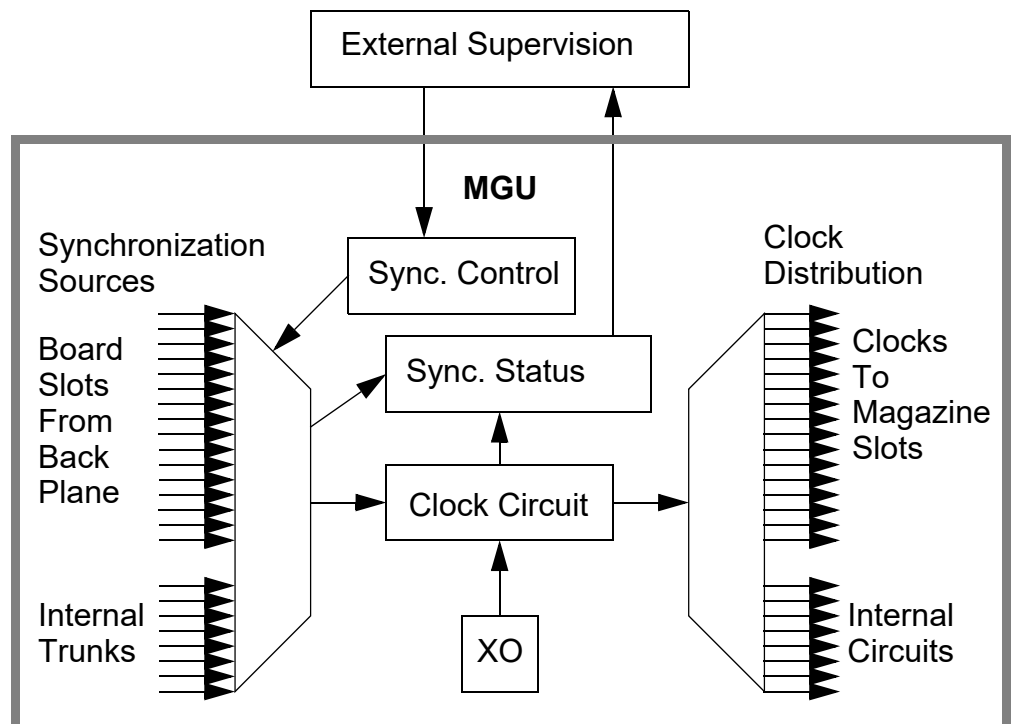 External Supervision
MGU
Synchronization
Sources
Sync. Control
Clock
Distribution
Board
Slots
From
Back
Plane
Sync. Status
Clocks
To
Magazine
Slots
Clock Circuit
Internal
Trunks
XO
Internal
Circuits